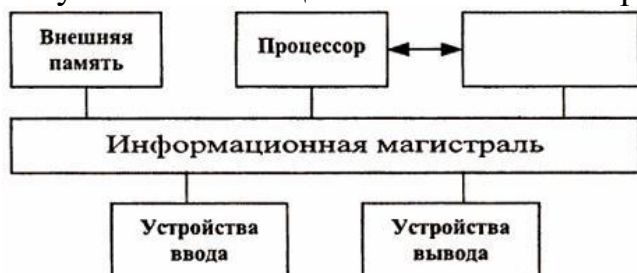 Внешняя
память
Процессор
Информационная магистраль
Устройства
ввода
Устройства
вывода